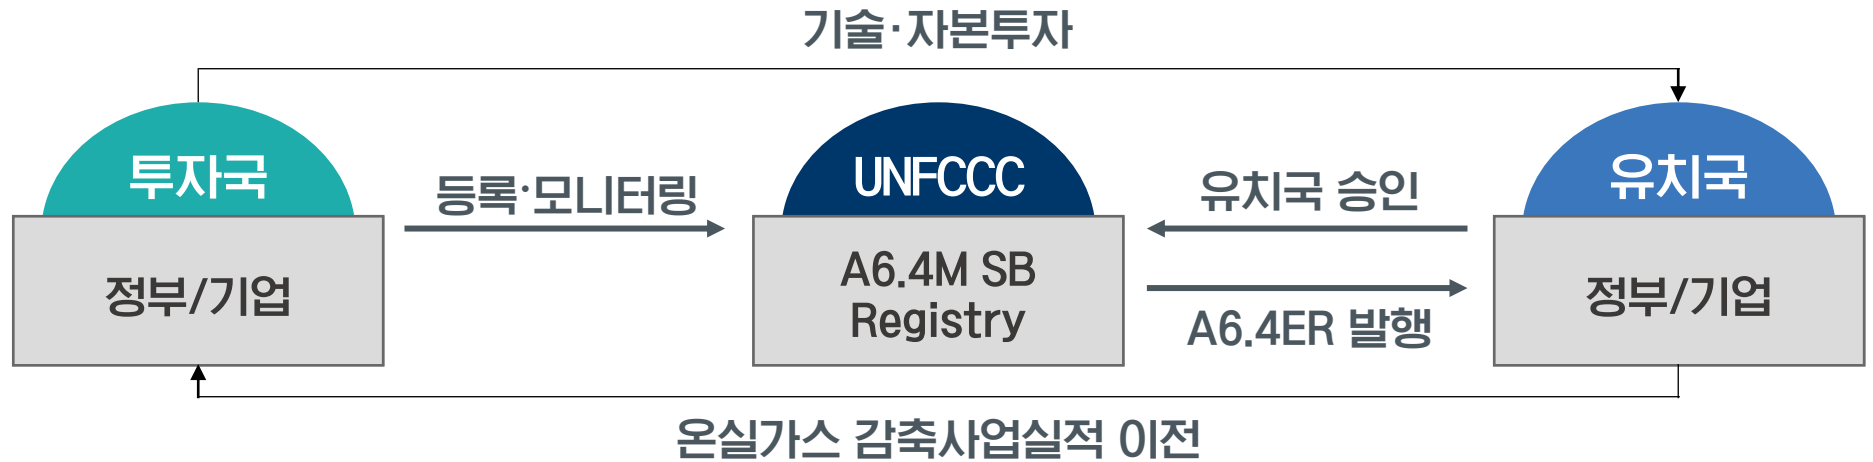 기술·자본투자
투자국
UNFCCC
유치국
등록·모니터링
유치국 승인
정부/기업
A6.4M SB
Registry
정부/기업
A6.4ER 발행
온실가스 감축사업실적 이전